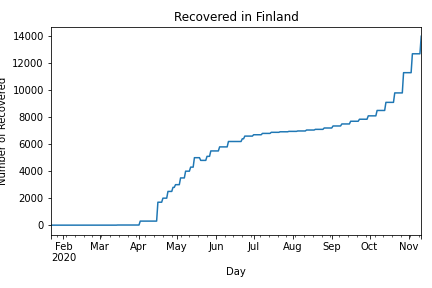 Recovered in Finland
14000
12000
10000
8000
6000
4000
2000
0
Number of Recovered
Feb Mar Apr May Jun Jul Aug Sep Oct Nov
2020
Day